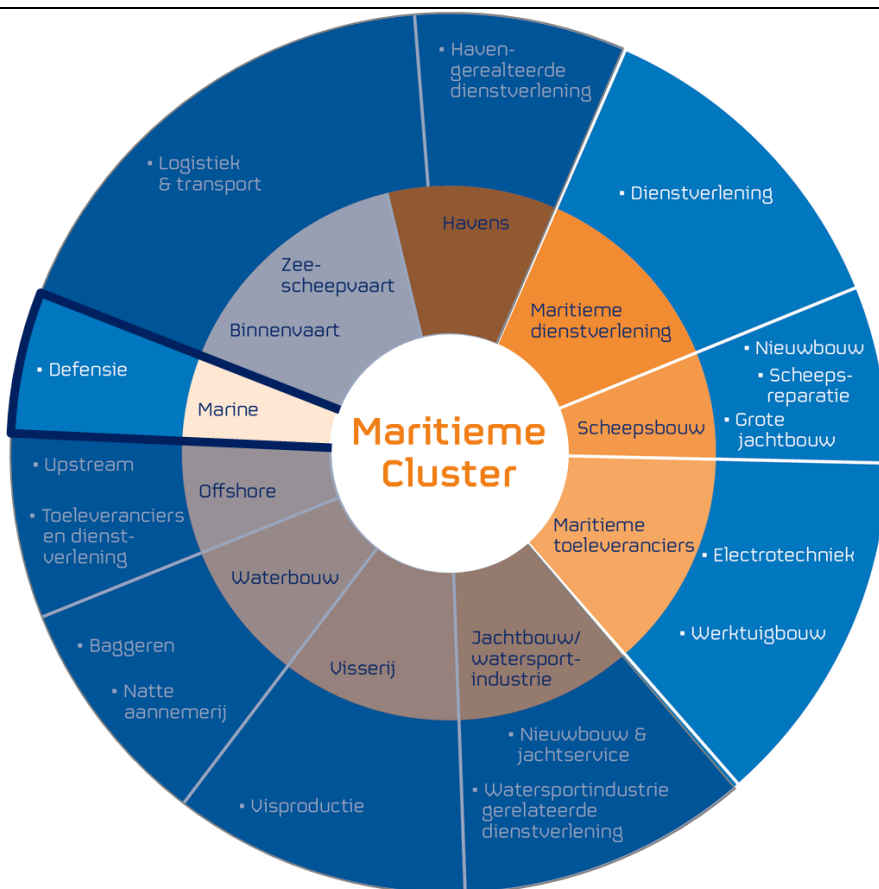 ▪ Haven-
gerealteerde
dienstverlening
▪ Logistiek
& transport
▪ Dienstverlening
Havens
Zee-
scheepvaart
Binnenvaart
Maritieme
dienstverlening
▪ Nieuwbouw
▪ Scheeps-
reparatie
▪ Grote
jachtbouw
▪ Defensie
Marine
Maritieme
Cluster
Scheepsbouw
▪ Upstream
▪ Toeleveranciers
en dienst-
verlening
Offshore
Maritieme
toeleveranciers
▪ Electrotechniek
▪ Werktuigbouw
Waterbouw
▪ Baggeren
▪ Natte
aannemerij
Visserij
Jachtbouw/
watersport-
industrie
▪ Visproductie
▪ Nieuwbouw &
jachtservice
▪ Watersportindustrie
gerelateerde
dienstverlening